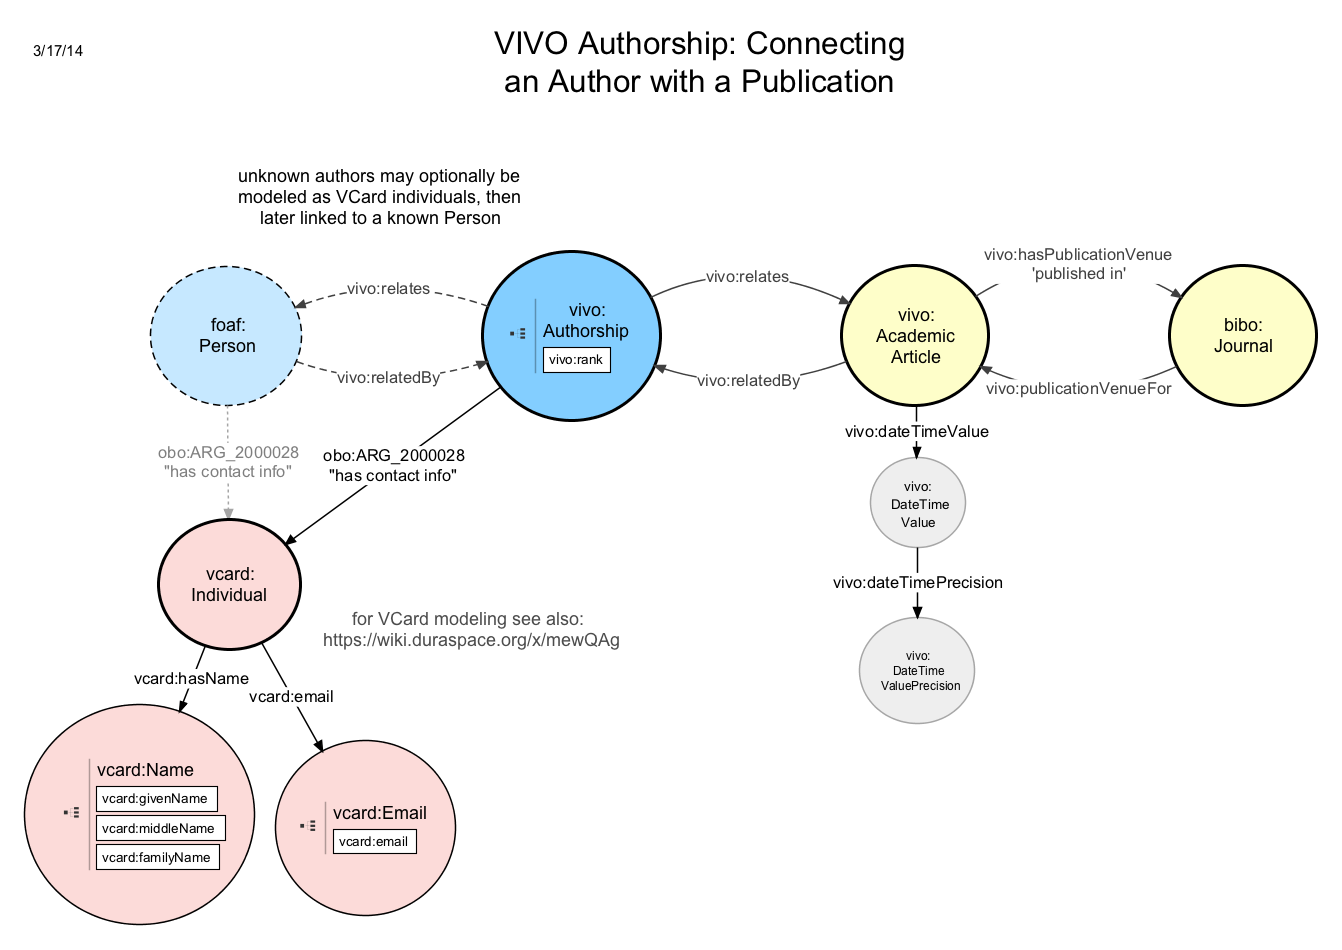 3/17/14
VIVO Authorship: Connecting
an Author with a Publication
unknown authors may optionally be
modeled as VCard individuals, then
later linked to a known Person
vivo:hasPublicationVenue
'published in'
vivo:relates
vivo:relates
foaf:
Person
vivo:
Authorship
vivo:rank
vivo:
Academic
Article
bibo:
Journal
vivo:relatedBy
vivo:relatedBy
vivo:publicationVenueFor
vivo:dateTimeValue
obo:ARG_2000028
"has contact info"
obo:ARG_2000028
"has contact info"
vivo:
DateTime
Value
vcard:
Individual
vivo:dateTimePrecision
for VCard modeling see also:
https://wiki.duraspace.org/x/mewQAg
vivo:
DateTime
ValuePrecision
vcard:hasName
vcard:email
vcard:Name
vcard:givenName
vcard:middleName
vcard:familyName
vcard:Email
vcard:email